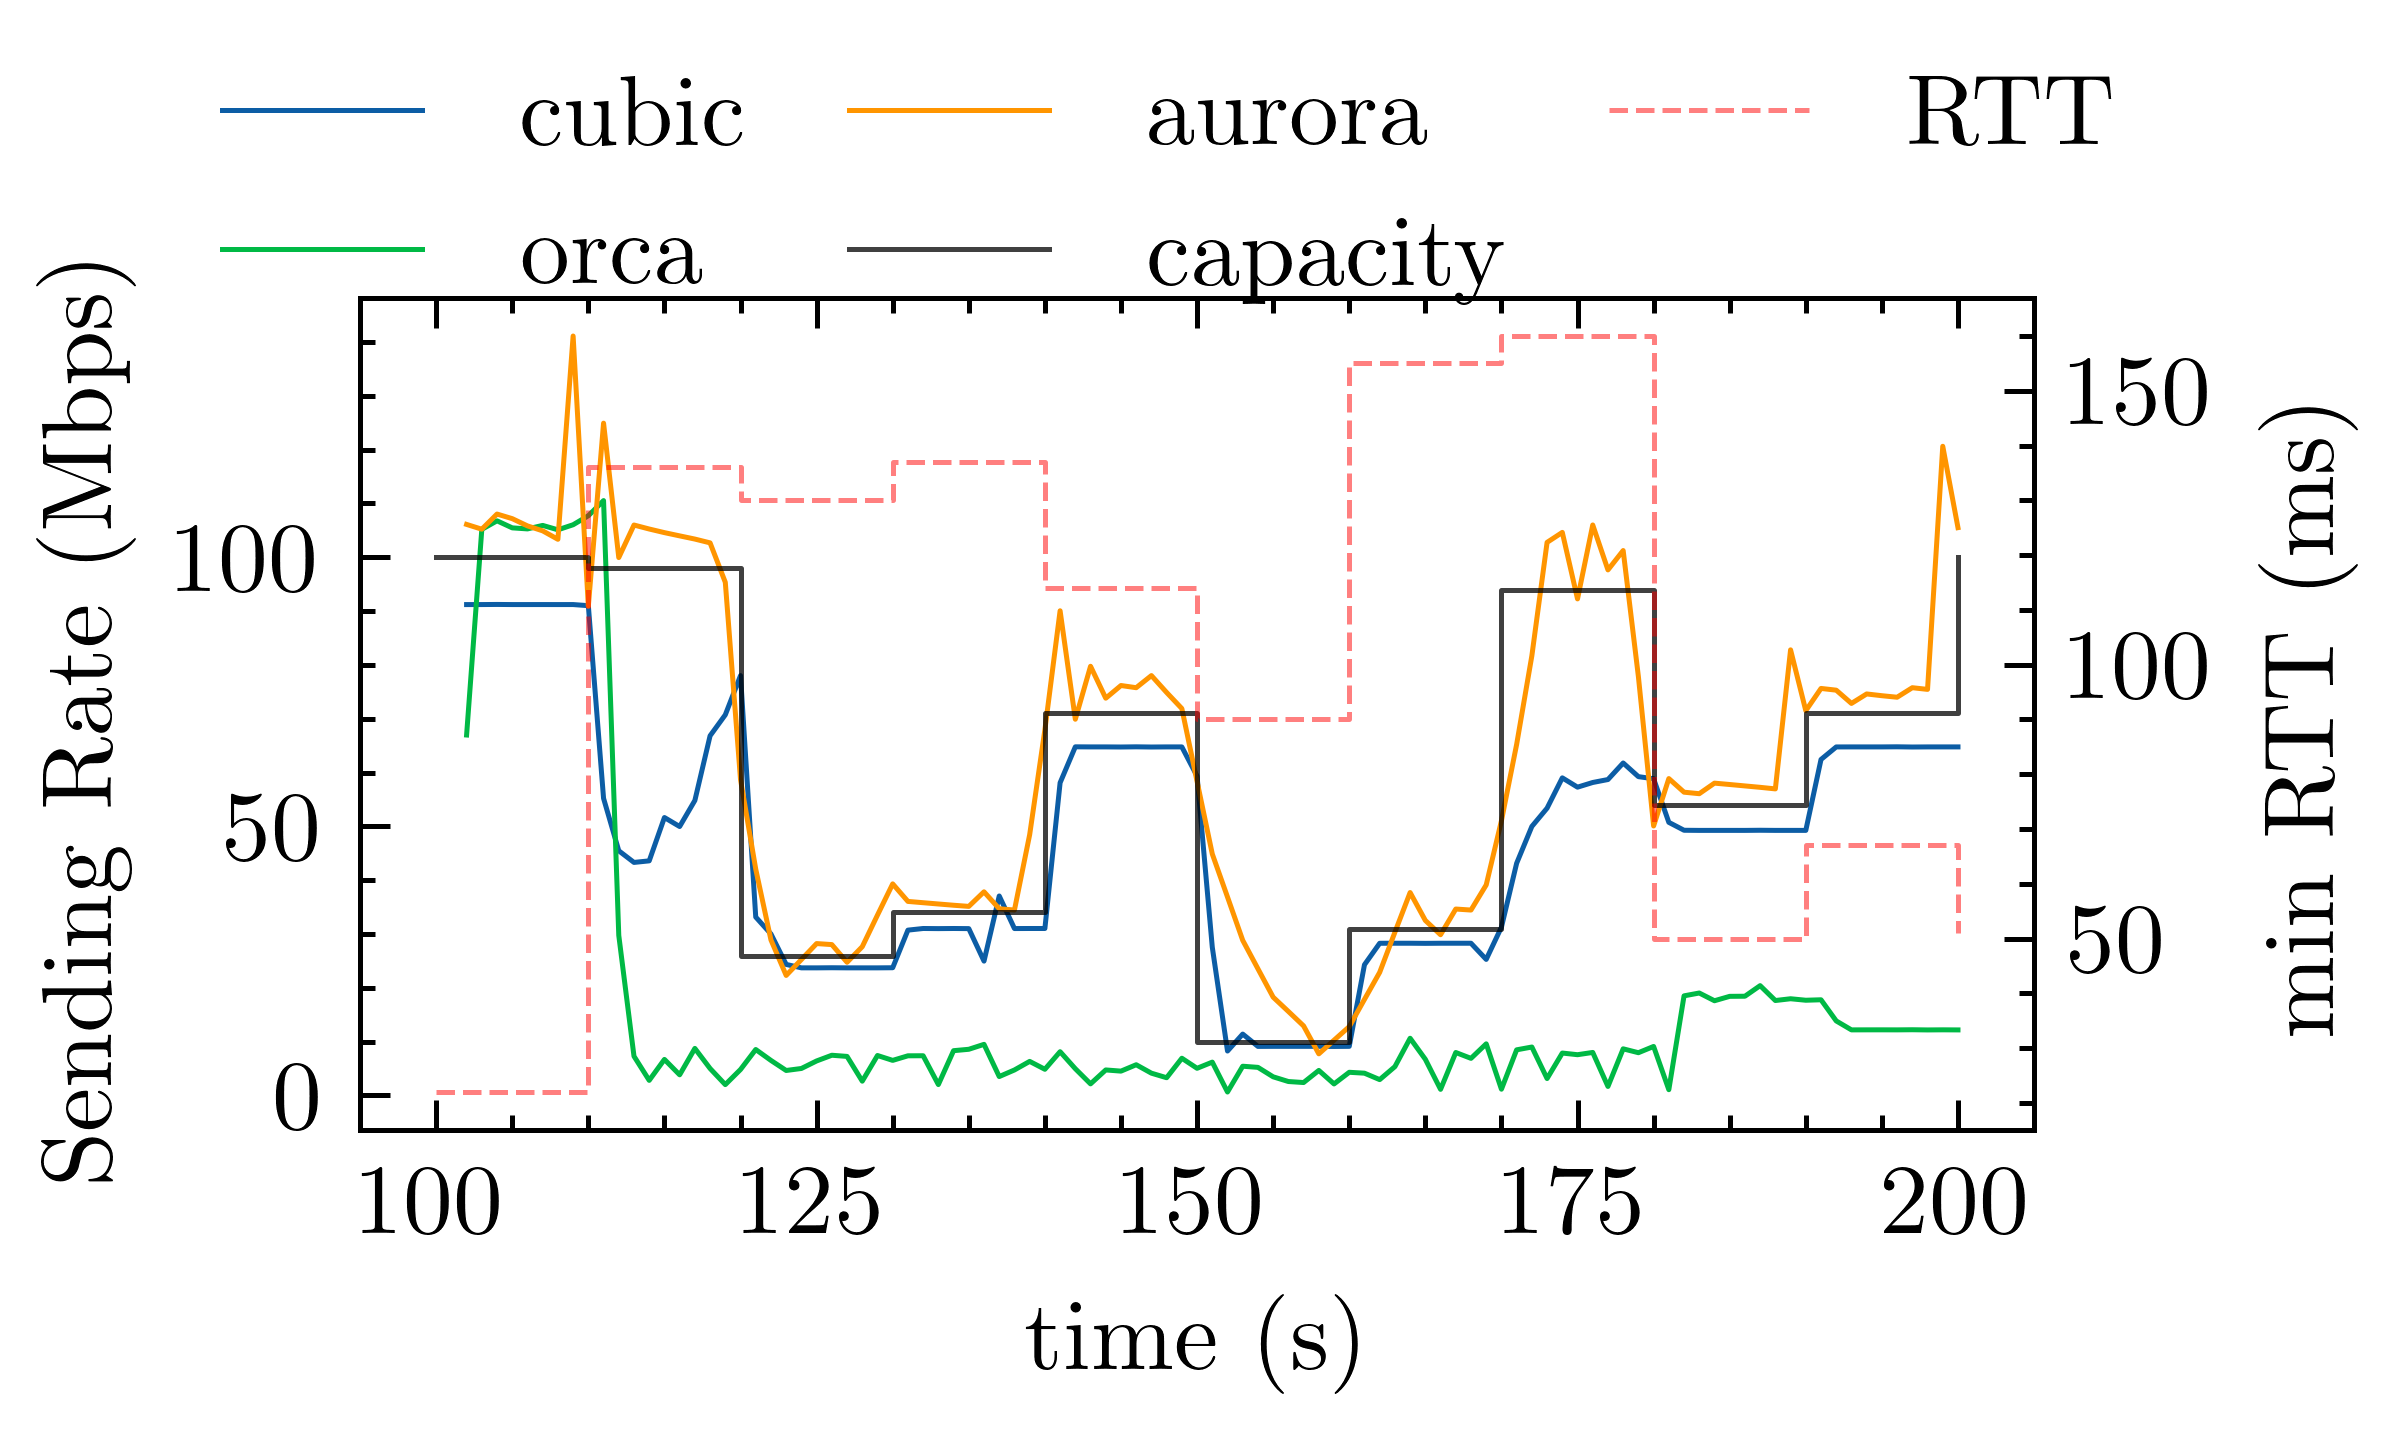 cubic
aurora
RTT
orca
capacity
Sending Rate (Mbps)
100
50
0
150
100
50
min RTT (ms)
100
125
150
175
200
time (s)